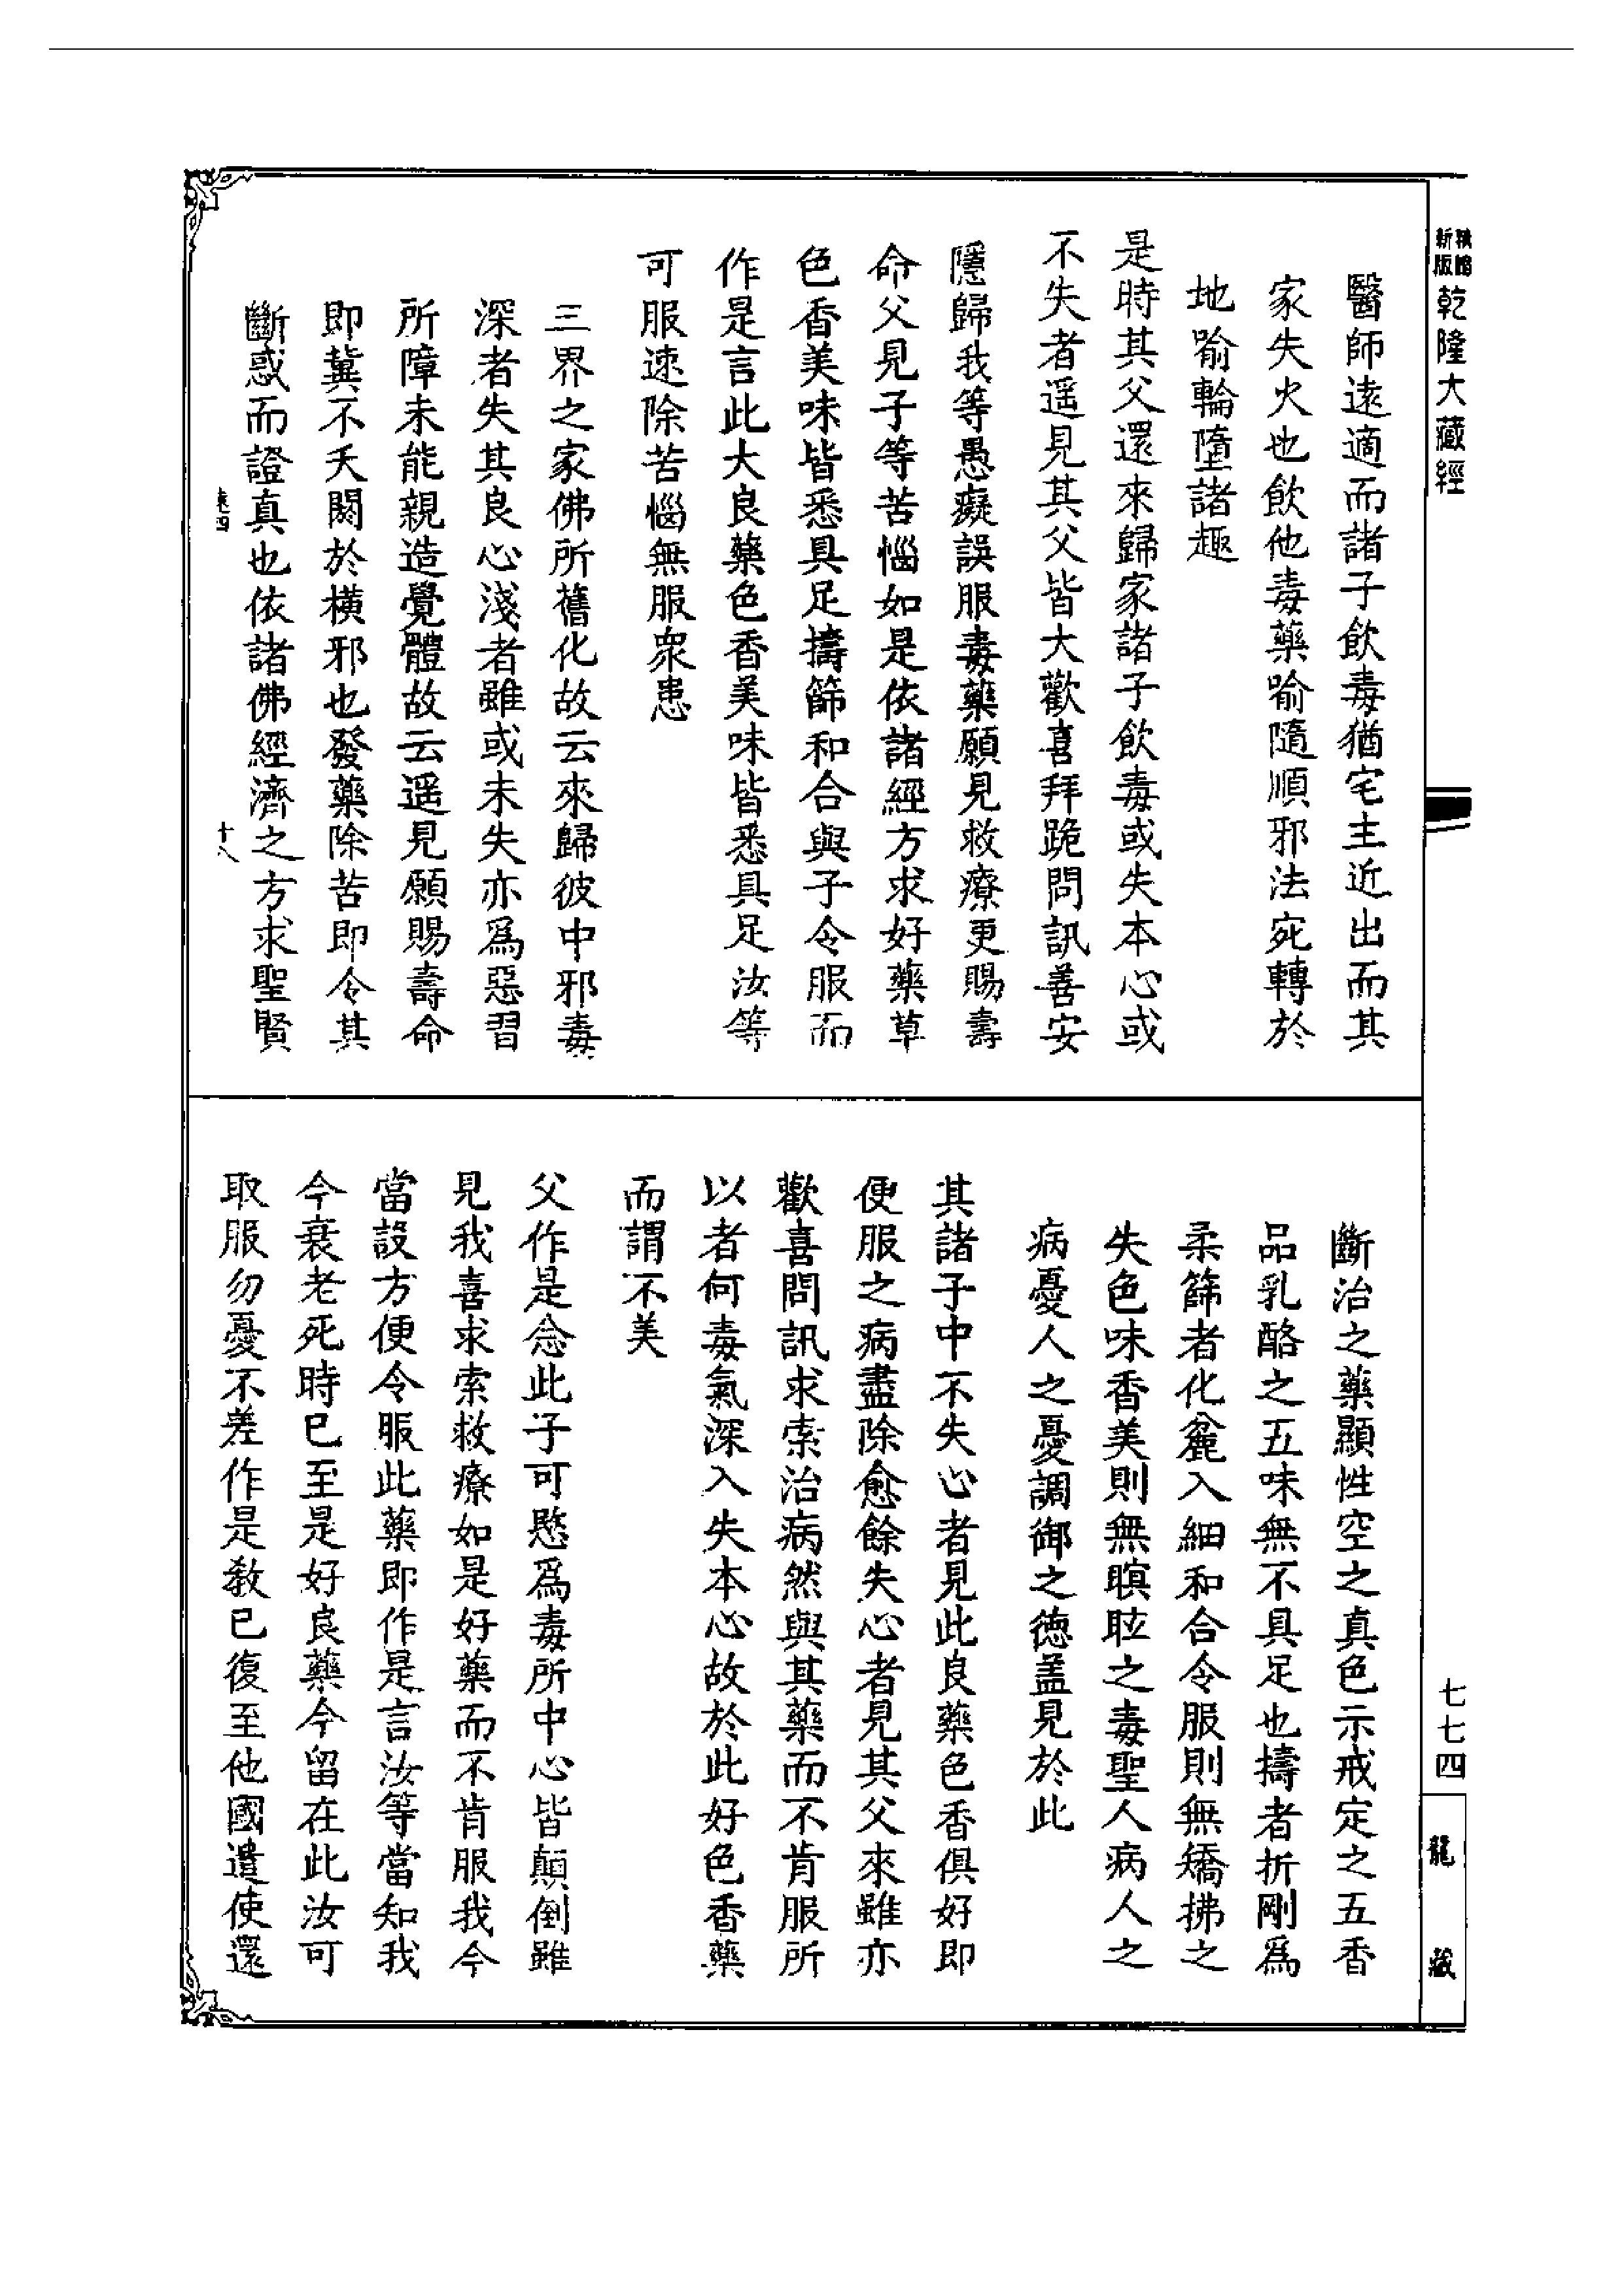 新版
精縮
乾隆大藏經
醫師遠適而諸子飲毒猶宅主近出而其
家失火也飲他毒藥喻隨順邪法宛轉於
地喻輪墮諸趣
是時其父還來歸家諸子飲毒或失本心或
不失者遥見其父皆大歡喜拜跪問訊善安
隱歸我等愚癡誤服毒藥願見救療更賜壽
命父見子等苦惱如是依諸經方求好藥草
色香美味皆悉具足擣篩和合與子令服而
作是言此大良藥色香美味皆悉具足汝等
可服速除苦惱無服衆患
三界之家佛所舊化故云來歸彼中邪毒
深者失其良心淺者雖或未失亦爲惡習
所障未能親造覺體故云遥見願賜壽命
即冀不夭閼於横邪也發藥除苦即令其
斷惑而證真也依諸佛經濟之方求聖賢
十八
斷治之藥顯性空之真色示戒定之五香
品乳酪之五味無不具足也擣者折剛爲
柔篩者化麄入細和合令服則無矯拂之
失色味香美則無瞑眩之毒聖人病人之
病憂人之憂調御之德盖見於此
其諸子中不失心者見此良藥色香俱好即
便服之病盡除愈餘失心者見其父來雖亦
歡喜問訊求索治病然與其藥而不肯服所
以者何毒氣深入失本心故於此好色香藥
而謂不美
父作是念此子可愍爲毒所中心皆顛倒雖
見我喜求索救療如是好藥而不肯服我今
當設方便令服此藥即作是言汝等當知我
今衰老死時已至是好良藥今留在此汝可
取服勿憂不差作是教已復至他國遣使還
七七四
龍藏